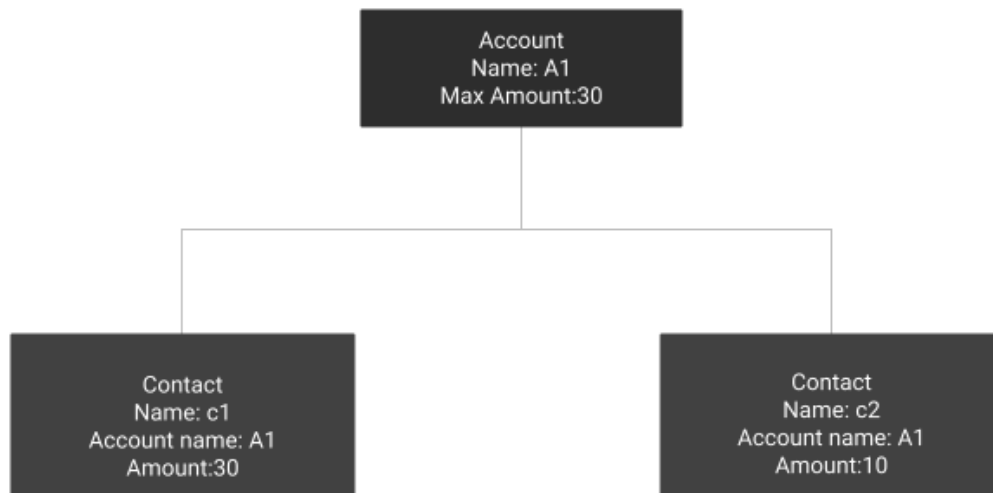 Account
Name: A1
Max Amount:30
Contact
Name: c1
Account name: A1
Amount:30
Contact
Name: c2
Account name: A1
Amount:10